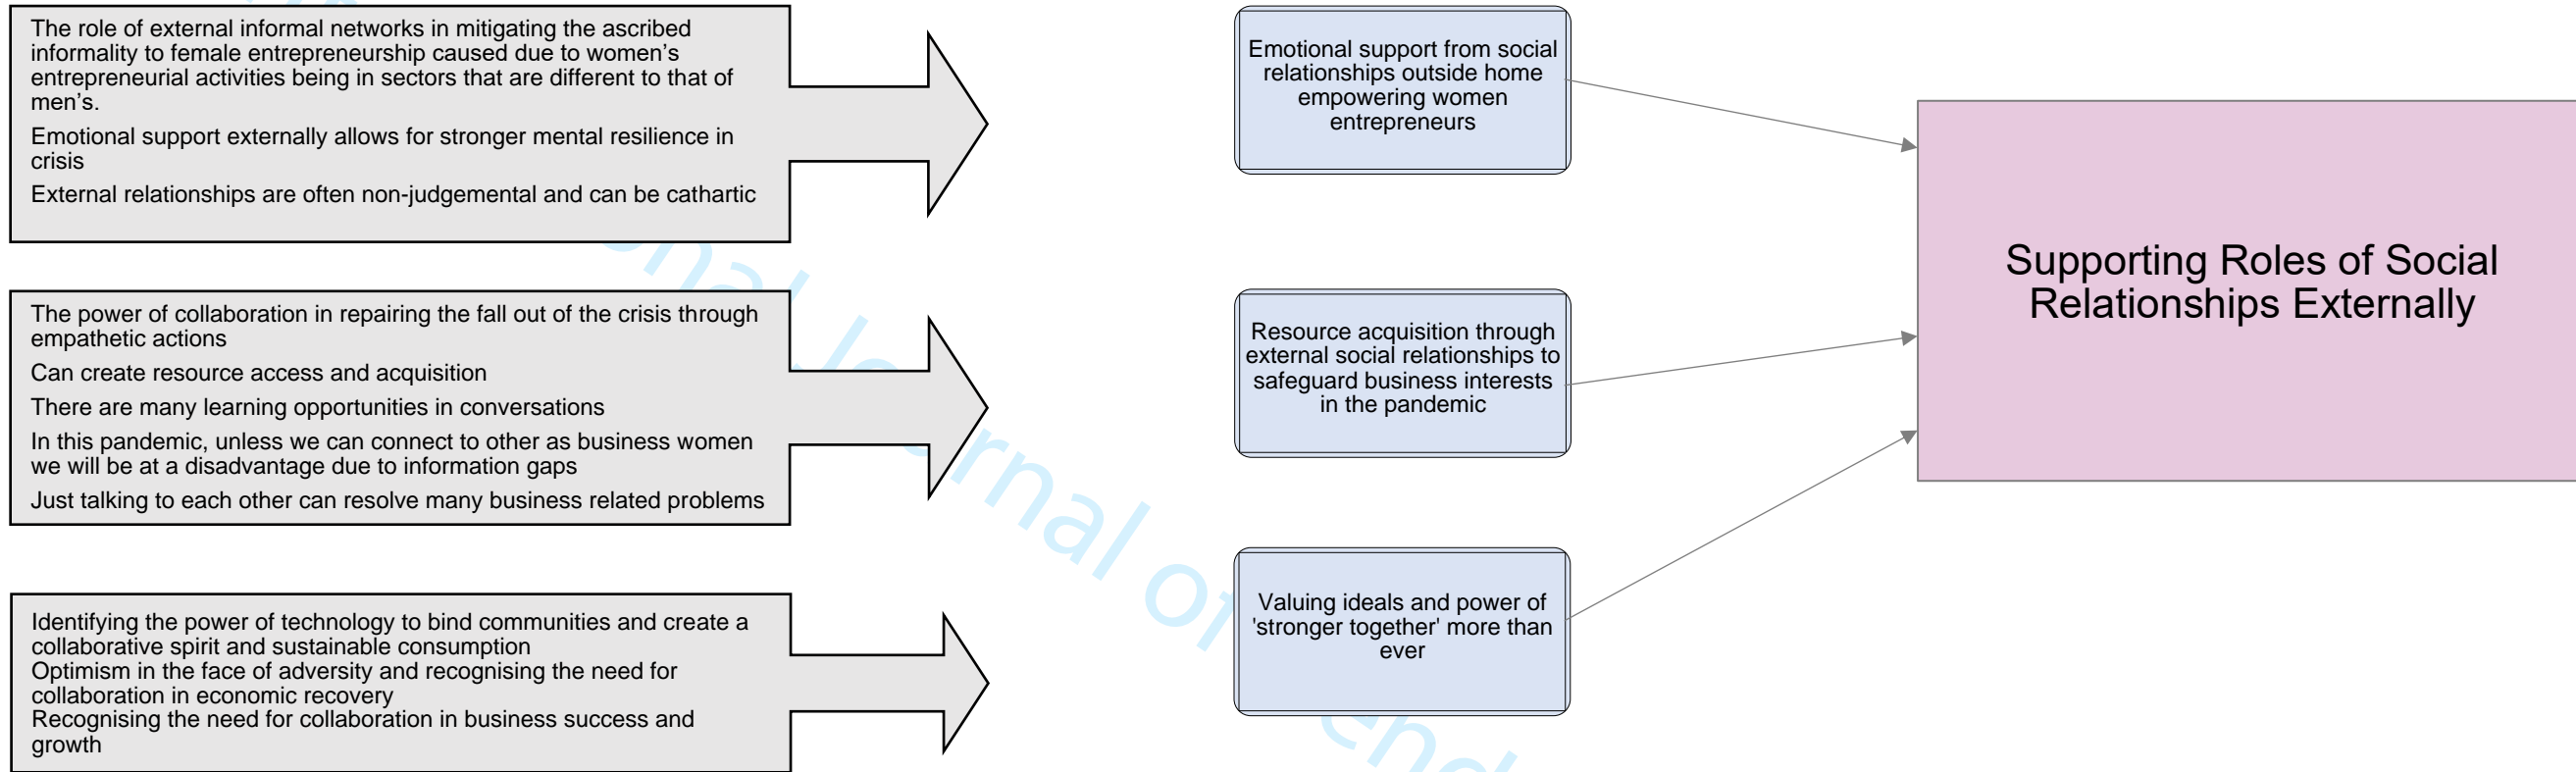 The role of external informal networks in mitigating the ascribed
informality to female entrepreneurship caused due to women's
entrepreneurial activities being in sectors that are different to that of
men's.
Emotional support externally allows for stronger mental resilience in
crisis
External relationships are often non-judgemental and can be cathartic
Emotional support from social
relationships outside home
empowering women
entrepreneurs
The power of collaboration in repairing the fall out of the crisis through
empathetic actions
Can create resource access and acquisition
There are many learning opportunities in conversations
In this pandemic, unless we can connect to other as business women
we will be at a disadvantage due to information gaps
Just talking to each other can resolve many business related problems
Resource acquisition through
external social relationships to
safeguard business interests
in the pandemic
Identifying the power of technology to bind communities and create a
collaborative spirit and sustainable consumption
Optimism in the face of adversity and recognising the need for
collaboration in economic recovery
Recognising the need for collaboration in business success and
growth
Valuing ideals and power of
'stronger together' more than
ever
Supporting Roles of Social
Relationships Externally